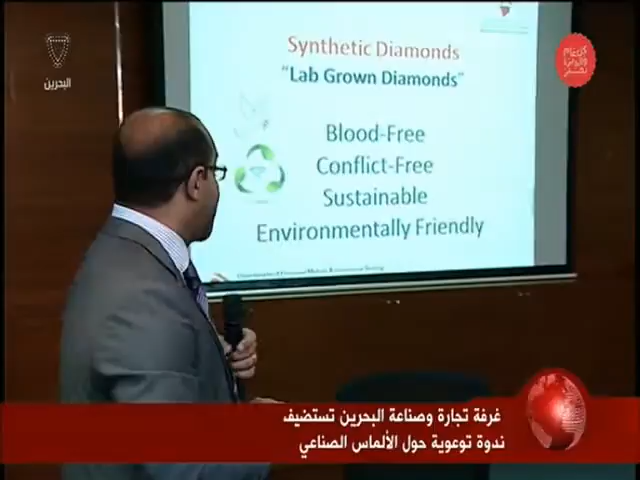 البحرين
Synthetic Diamonds
"Lab Grown Diamonds"
Blood-Free
Conflict-Free
Sustainable
Environmentally Friendly
غرفة تجارة وصناعة البحرين تستضيف
ندوة توعوية حول الألماس الصناعي